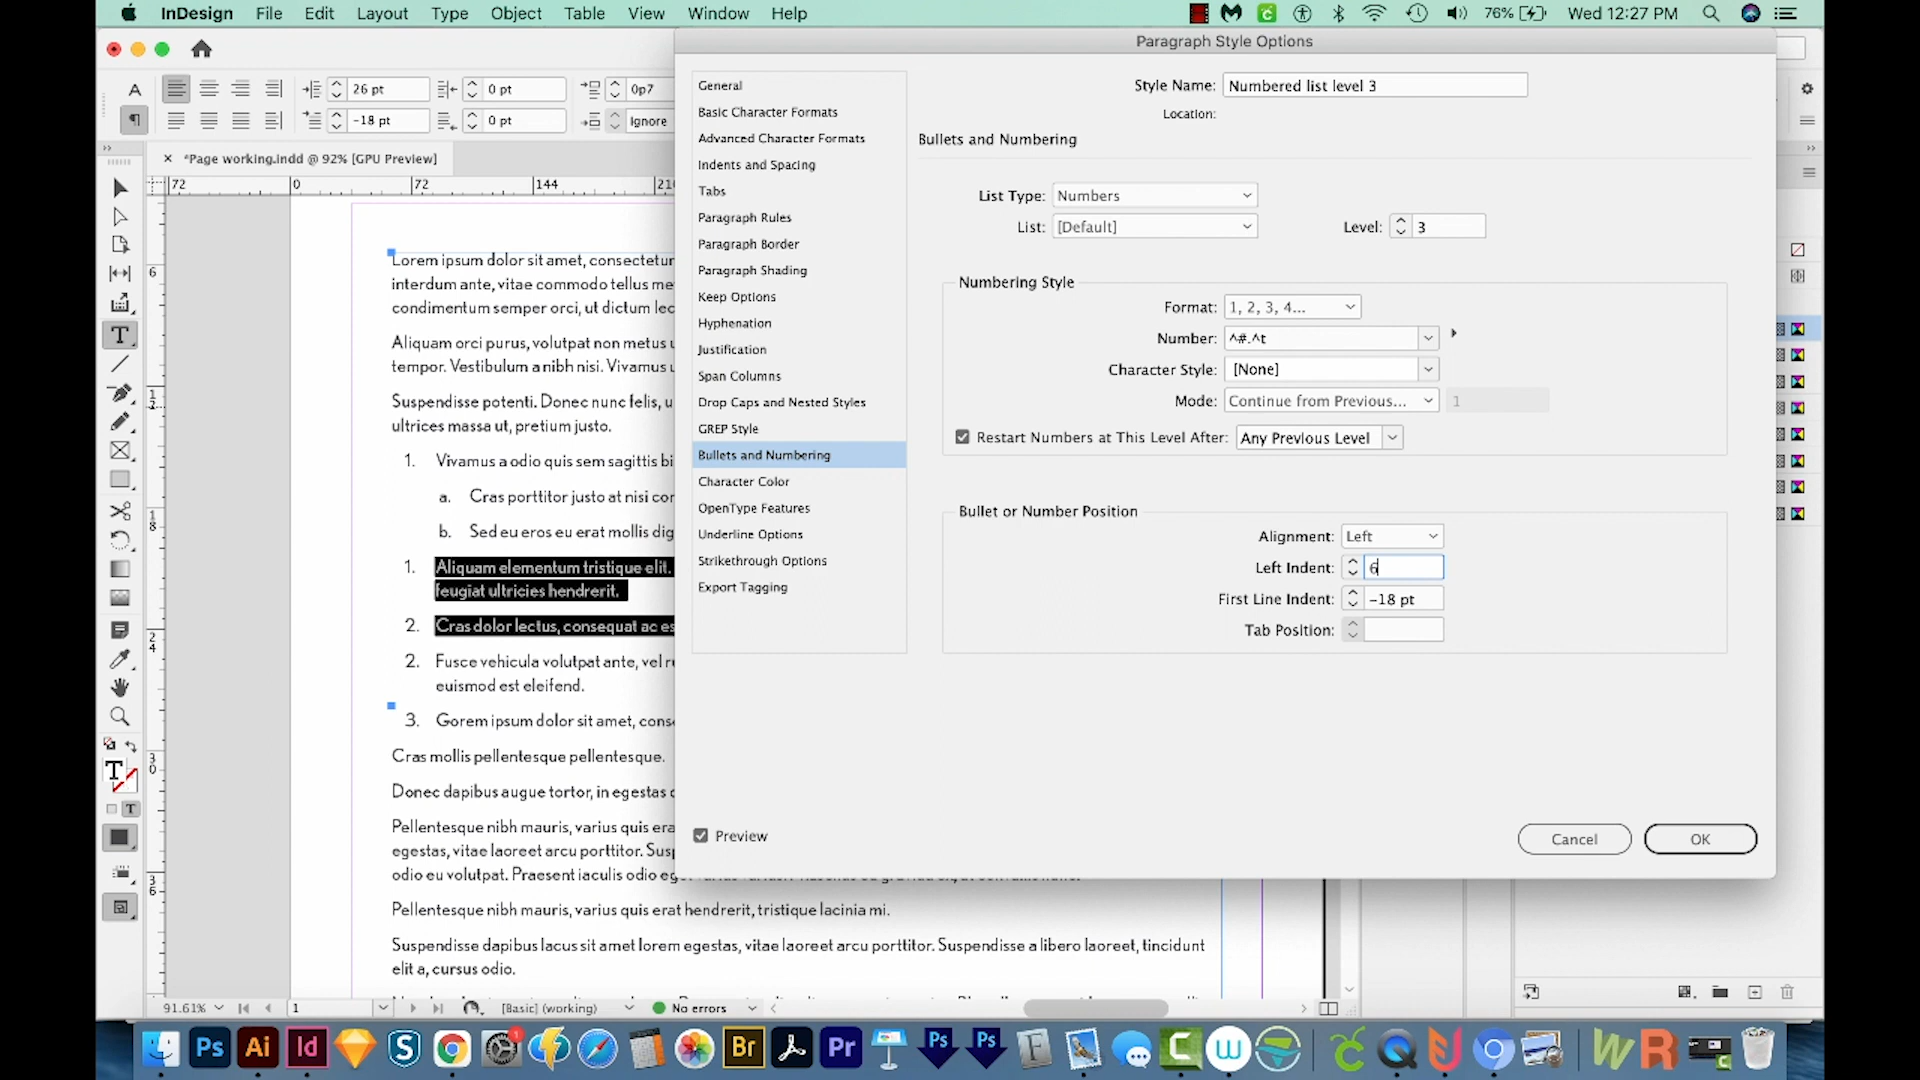 InDesign File Edit Layout Type Object Table View Window Help 76% Wed 12:27 PM
Paragraph Style Options
26 pt 0 pt 0p7
-18 pt 0 pt Ignore
*Page working.indd @ 92% [GPU Preview]
72 0 72 144
Lorem ipsum dolor sit amet, consectetur
interdum ante, vitae commodo tellus me
condimentum semper orci, ut dictum lec
Aliquam orci purus, volutpat non metus
tempor. Vestibulum a nibh nisi. Vivamus
Suspendisse potenti. Donec nunc felis, u
ultrices massa ut, pretium justo.
1. Vivamus a odio quis sem sagittis bi
a. Cras porttitor justo at nisi cor
b. Sed eu eros eu erat mollis dig
1. Aliquam elementum tristique elit.
feugiat ultricies hendrerit.
2. Cras dolor lectus, consequat ac es
2. Fusce vehicula volutpat ante, vel
euismod est eleifend.
3. Gorem ipsum dolor sit amet, cons
Cras mollis pellentesque pellentesque.
Donec dapibus augue tortor, in egestas
Pellentesque nibh mauris, varius quis era
egestas, vitae laoreet arcu porttitor. Susp
odio eu volutpat. Praesent iaculis odio eg
Pellentesque nibh mauris, varius quis erat hendrerit, tristique lacinia mi.
Suspendisse dapibus lacus sit amet lorem egestas, vitae laoreet arcu porttitor. Suspendisse a libero laoreet, tincidunt
elit a, cursus odio.
General
Basic Character Formats
Advanced Character Formats
Indents and Spacing
Tabs
Paragraph Rules
Paragraph Border
Paragraph Shading
Keep Options
Hyphenation
Justification
Span Columns
Drop Caps and Nested Styles
GREP Style
Bullets and Numbering
Character Color
OpenType Features
Underline Options
Strikethrough Options
Export Tagging
Style Name: Numbered list level 3
Location:
Bullets and Numbering
List Type: Numbers
List: [Default] Level: 3
Numbering Style
Format: 1, 2, 3, 4...
Number: ^#.^t
Character Style: [None]
Mode: Continue from Previous... 1
Restart Numbers at This Level After: Any Previous Level
Bullet or Number Position
Alignment: Left
Left Indent: 6
First Line Indent: -18 pt
Tab Position:
Preview Cancel OK
91.61% 1 [Basic] (working) No errors
Ps Ai Id S 1 Br Pr Ps Ps F